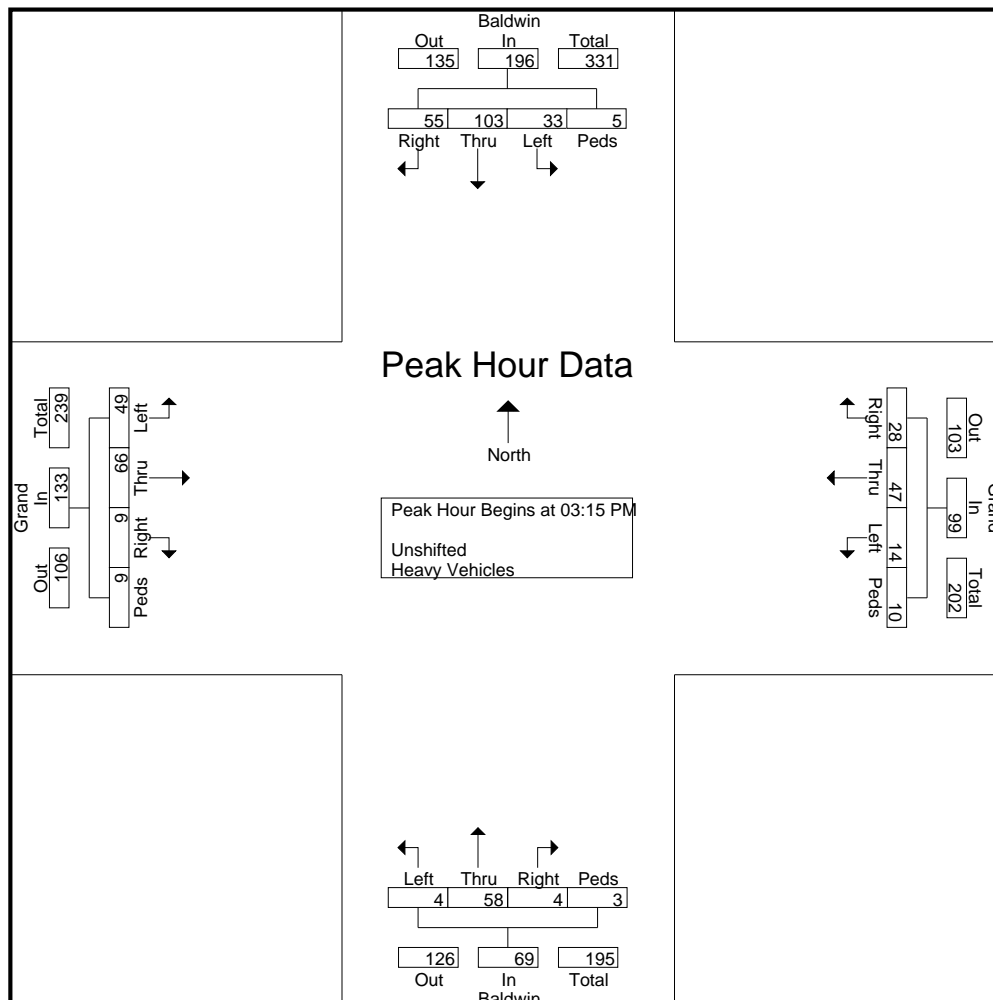 Baldwin
Out In Total
135 196 331
55 103 33 5
Right Thru Left Peds
Peak Hour Data
North
Peak Hour Begins at 03:15 PM
Unshifted
Heavy Vehicles
Grand
Total In Out
239 133 106
49 66 9 9
Left Thru Right Peds
Right Thru Left Peds
28 47 14 10
Out In Total
103 99 202
Grand
Left Thru Right Peds
4 58 4 3
126 69 195
Out In Total
Baldwin